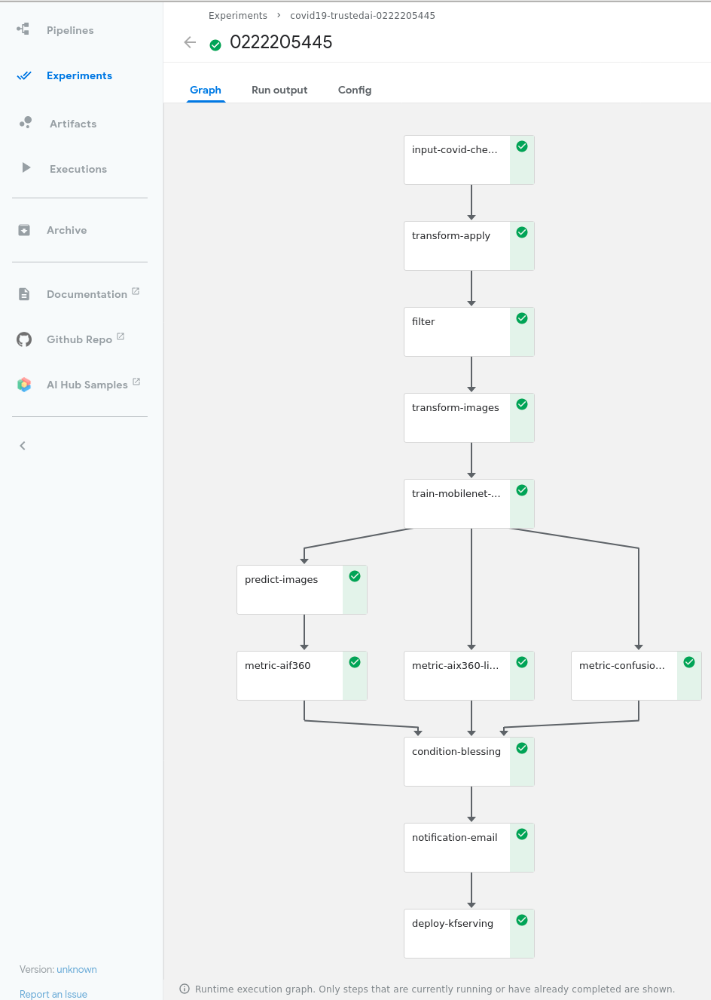 Pipelines
Experiments
Artifacts
Executions
Archive
Documentation
Github Repo
AI Hub Samples
Version: unknown
Report an Issue
Experiments > covid19-trustedai-0222205445
0222205445
Graph Run output Config
input-covid-che...
transform-apply
filter
transform-images
train-mobilenet-...
predict-images
metric-aif360 metric-aix360-li... metric-confusio...
condition-blessing
notification-email
deploy-kfserving
Runtime execution graph. Only steps that are currently running or have already completed are shown.